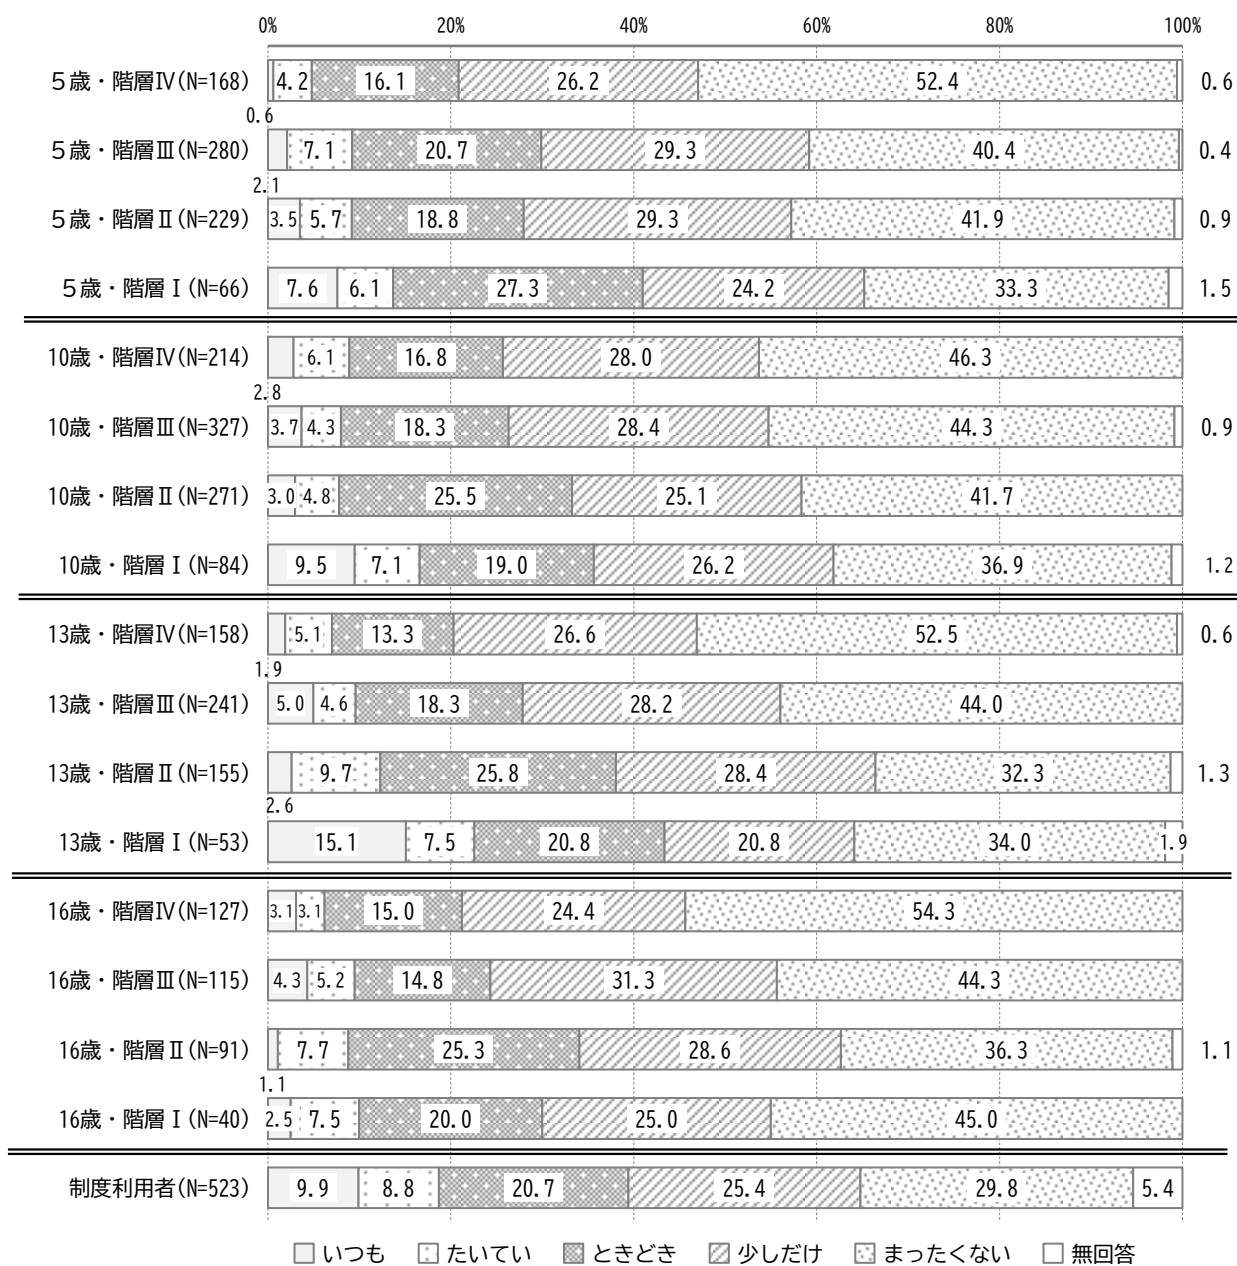 0% 20% 40% 60% 80% 100%
５歳・階層Ⅳ(N=168) 4.2 16.1 26.2 52.4 0.6
0.6
５歳・階層Ⅲ(N=280) 7.1 20.7 29.3 40.4 0.4
2.1
５歳・階層Ⅱ(N=229) 3.5 5.7 18.8 29.3 41.9 0.9
５歳・階層Ⅰ(N=66) 7.6 6.1 27.3 24.2 33.3 1.5
10歳・階層Ⅳ(N=214) 6.1 16.8 28.0 46.3
2.8
10歳・階層Ⅲ(N=327) 3.7 4.3 18.3 28.4 44.3 0.9
10歳・階層Ⅱ(N=271) 3.0 4.8 25.5 25.1 41.7
10歳・階層Ⅰ(N=84) 9.5 7.1 19.0 26.2 36.9 1.2
13歳・階層Ⅳ(N=158) 5.1 13.3 26.6 52.5 0.6
1.9
13歳・階層Ⅲ(N=241) 5.0 4.6 18.3 28.2 44.0
13歳・階層Ⅱ(N=155) 9.7 25.8 28.4 32.3 1.3
2.6
13歳・階層Ⅰ(N=53) 15.1 7.5 20.8 20.8 34.0 1.9
16歳・階層Ⅳ(N=127) 3.1 3.1 15.0 24.4 54.3
16歳・階層Ⅲ(N=115) 4.3 5.2 14.8 31.3 44.3
16歳・階層Ⅱ(N=91) 7.7 25.3 28.6 36.3 1.1
1.1
16歳・階層Ⅰ(N=40) 2.5 7.5 20.0 25.0 45.0
制度利用者(N=523) 9.9 8.8 20.7 25.4 29.8 5.4
いつも たいてい ときどき 少しだけ まったくない 無回答